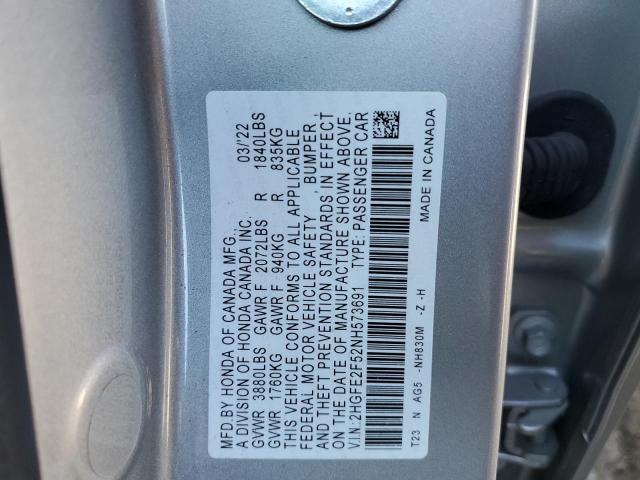 MFD.BY HONDA OF CANADA MFG. 03/'22
A DIVISION OF HONDA CANADA INC.
GVWR 3880LBS GAWR F 2072LBS R 1840LBS
GVWR 1760KG GAWR F 940KG R 835KG
THIS VEHICLE CONFORMS TO ALL APPLICABLE
FEDERAL MOTOR VEHICLE SAFETY , BUMPER ,
AND THEFT PREVENTION STANDARDS IN EFFECT
ON THE DATE OF MANUFACTURE SHOWN ABOVE.
V.I.N.: 2HGFE2F52NH573691 TYPE: PASSENGER CAR
T23 N AG5 -NH830M -Z -H MADE IN CANADA